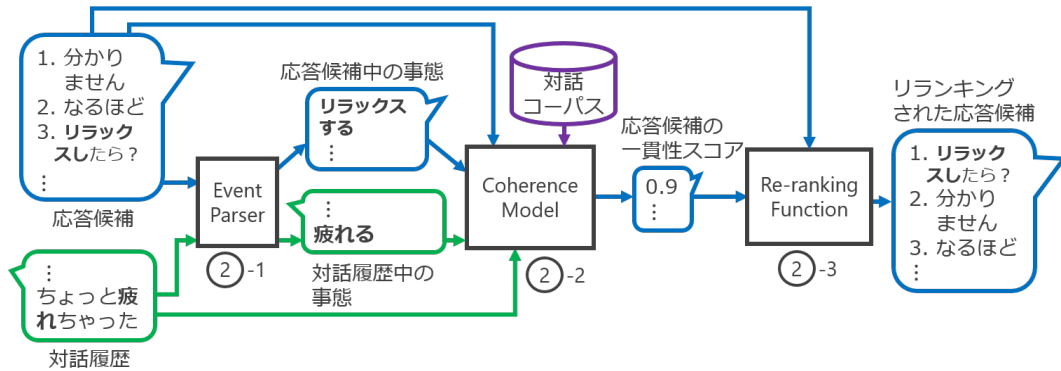 1. 分かり
ません
2. なるほど
3. リラック
スしたら？
⋮
応答候補
⋮
ちょっと疲
れちゃった
対話履歴
Event
Parser
②-1
応答候補中の事態
リラックス
する
⋮
⋮
疲れる
対話履歴中の
事態
対話
コーパス
Coherence
Model
②-2
応答候補の
一貫性スコア
0.9
⋮
Re-ranking
Function
②-3
リランキング
された応答候補
1. リラック
スしたら？
2. 分かり
ません
3. なるほど
⋮